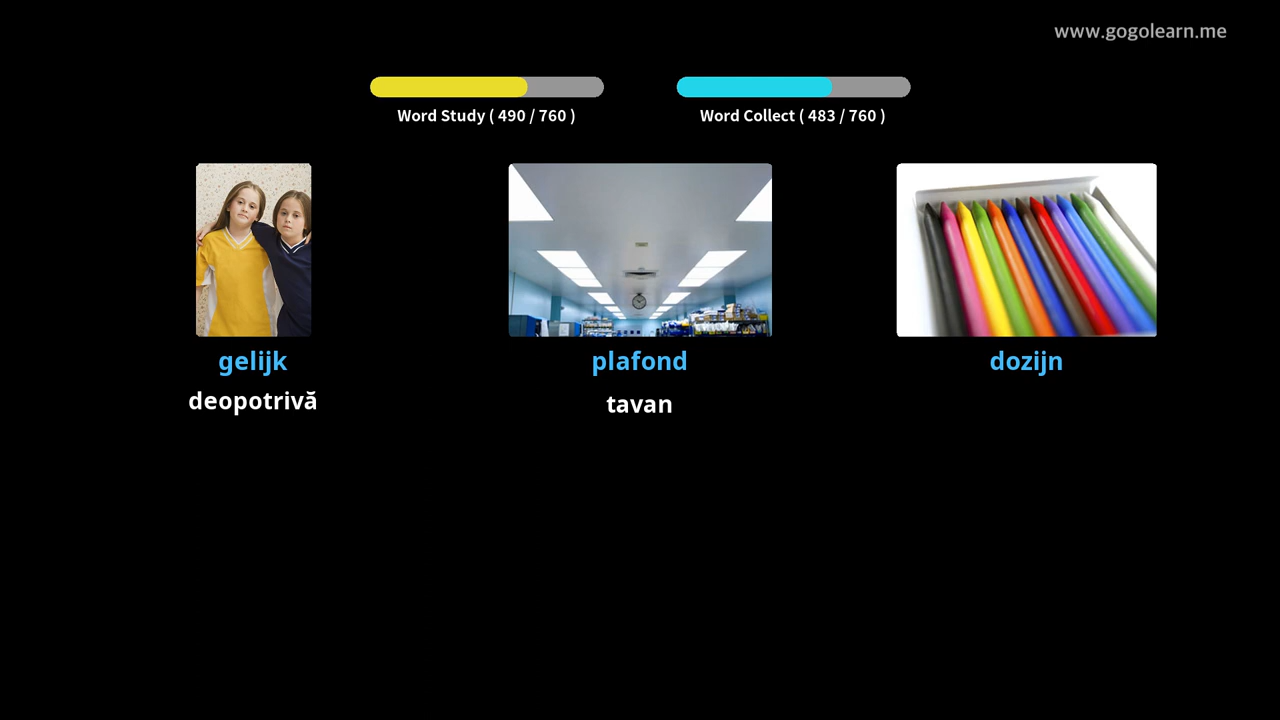 www.gogolearn.me
Word Study ( 490 / 760 )
Word Collect ( 483 / 760 )
gelijk
plafond
dozijn
deopotrivă
tavan